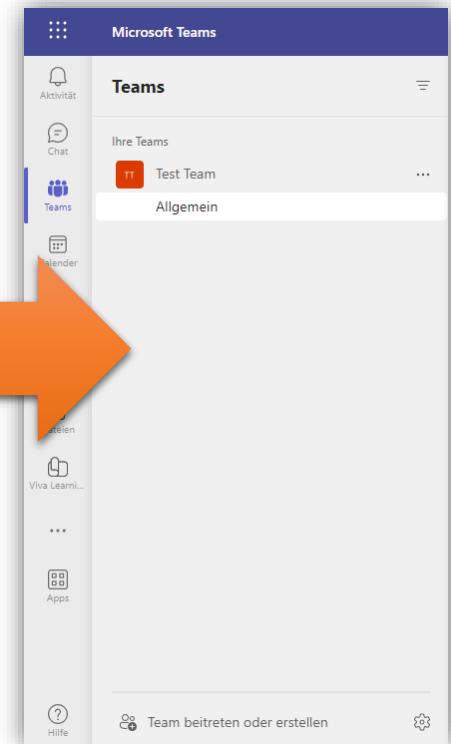 Microsoft Teams
Aktivität
Chat
Teams
Kalender
Viva Learni...
Apps
Hilfe
Teams
Ihre Teams
TT Test Team
Allgemein
Team beitreten oder erstellen